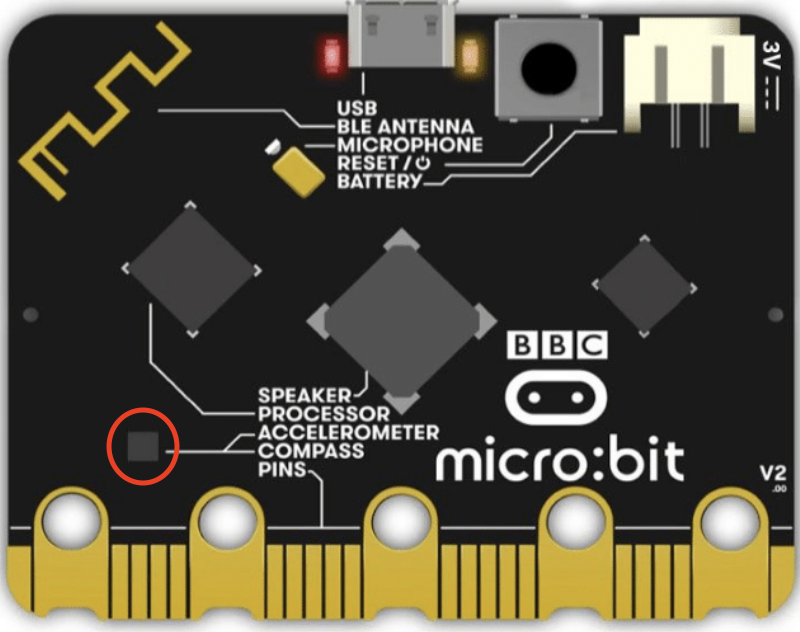 3V
USB
BLE ANTENNA
MICROPHONE
RESET / ⏻
BATTERY
BBC
SPEAKER
PROCESSOR
ACCELEROMETER
COMPASS
PINS
micro:bit
V2
.00